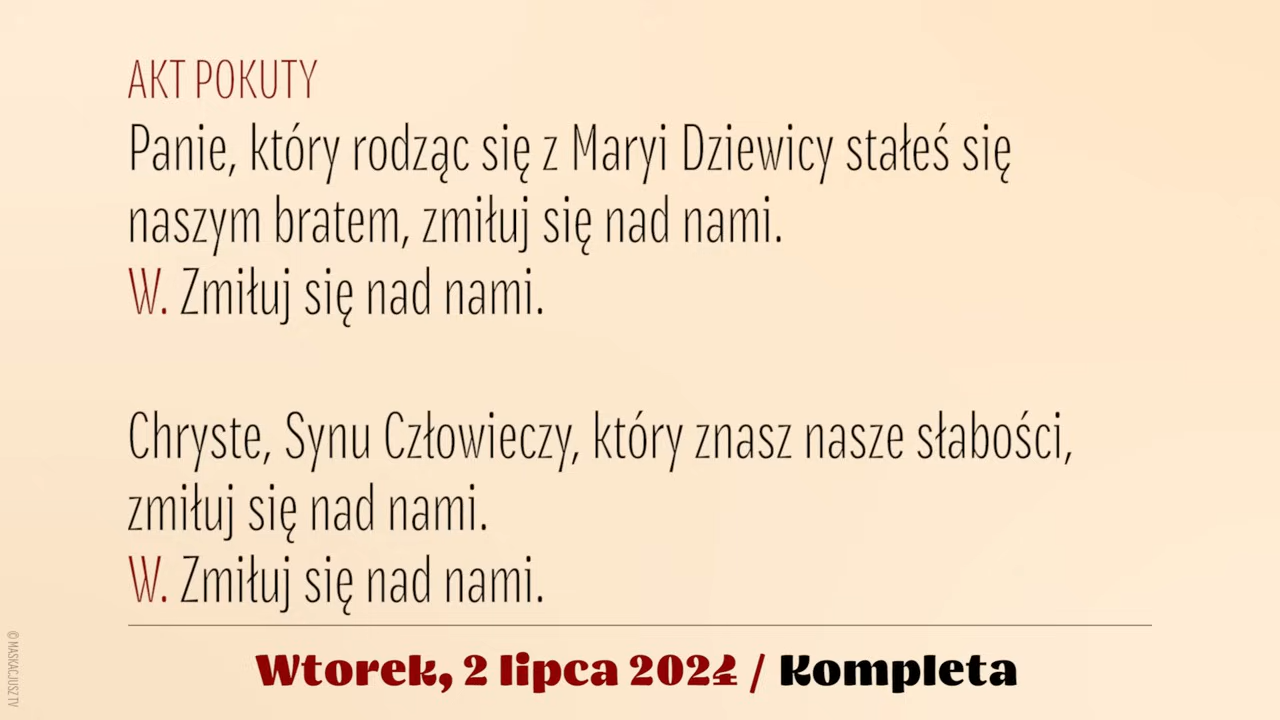 AKT POKUTY
Panie, który rodząc się z Maryi Dziewicy stałeś się
naszym bratem, zmiłuj się nad nami.
W. Zmiłuj się nad nami.
Chryste, Synu Człowieczy, który znasz nasze słabości,
zmiłuj się nad nami.
W. Zmiłuj się nad nami.
Wtorek, 2 lipca 2024 / Kompleta
© MASKACJUSZ TV